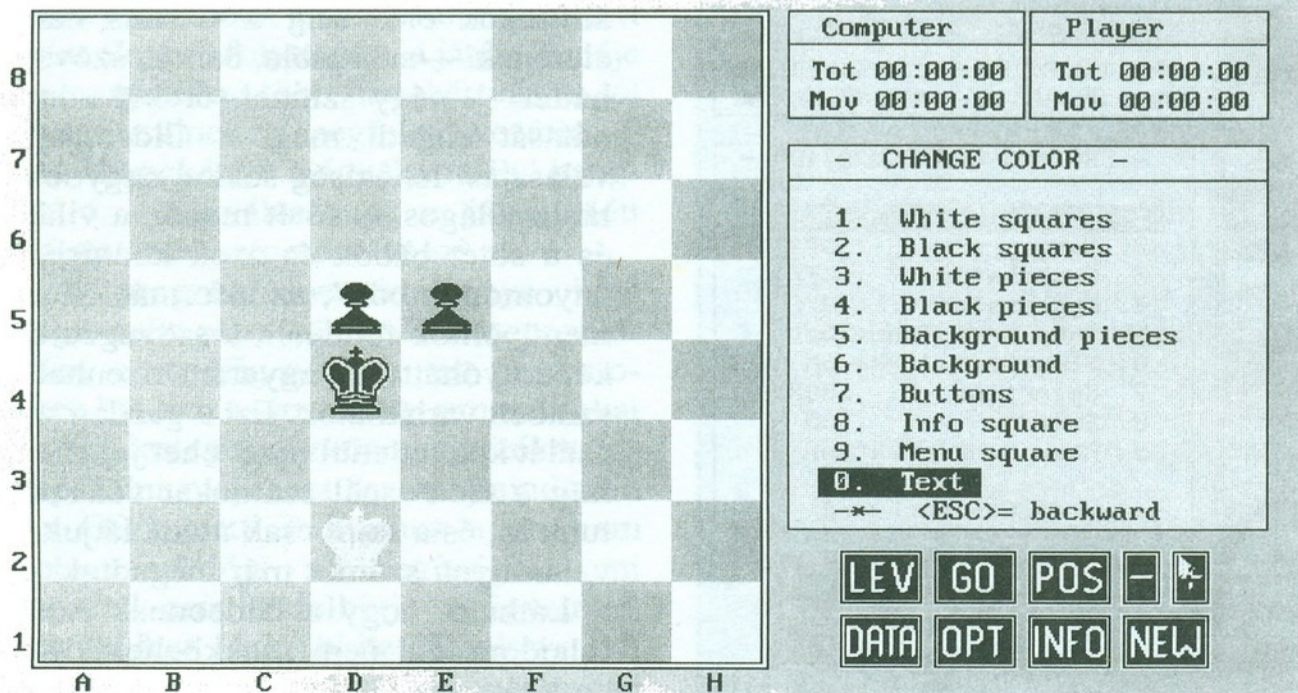 Computer
Player
Tot 00:00:00
Mov 00:00:00
Tot 00:00:00
Mov 00:00:00
CHANGE COLOR -
1. White squares
2. Black squares
3. White pieces
4. Black pieces
5. Background pieces
6. Background
7. Buttons
8. Info square
9. Menu square
0. Text
<ESC>= backward
LEV GO POS
DATA OPT INFO NEW
8
7
6
5
4
3
2
1
A B C D E F G H